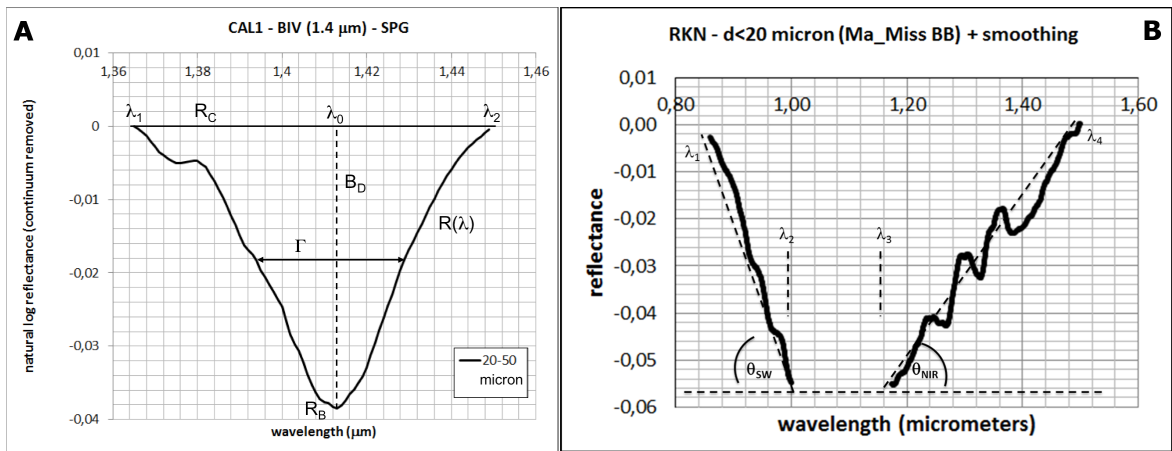 A
CAL1 - BIV (1.4 μm) - SPG
0,01
1,36 1,38 1,4 1,42 1,44 1,46
λ1 RC λ0 λ2
0
BD
-0,01
R(λ)
Γ
-0,02
-0,03
20-50
micron
RB
-0,04
natural log reflectance (continuum removed)
wavelength (μm)
B
RKN - d<20 micron (Ma_Miss BB) + smoothing
0,01
0,80 1,00 1,20 1,40 1,60
0,00
λ1 λ4
-0,01
-0,02
λ2 λ3
-0,03
-0,04
-0,05
θSW θNIR
-0,06
reflectance
wavelength (micrometers)